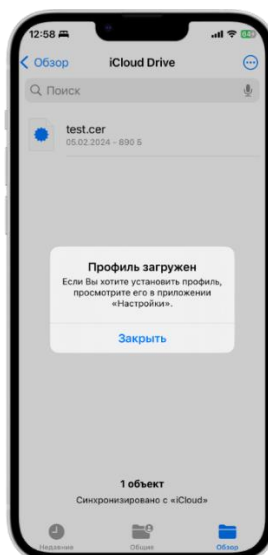 12:58
Обзор
iCloud Drive
Поиск
test.cer
05.02.2024 - 890 Б
Профиль загружен
Если Вы хотите установить профиль,
просмотрите его в приложении
«Настройки».
Закрыть
1 объект
Синхронизировано с «iCloud»
Недавние
Общие
Обзор